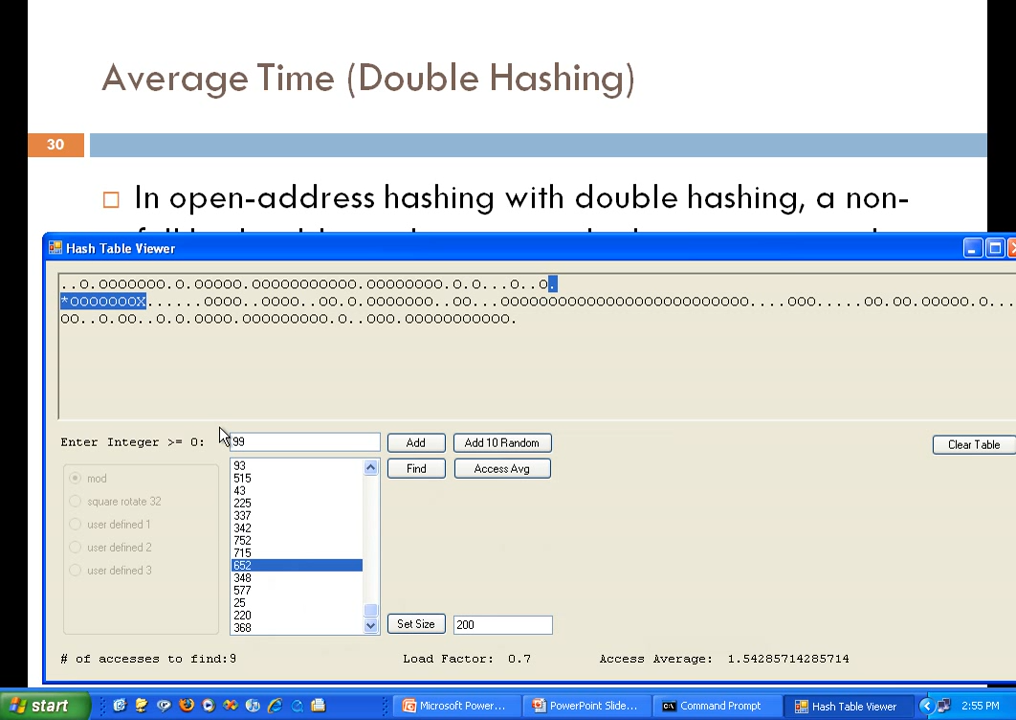 Average Time (Double Hashing)
30
In open-address hashing with double hashing, a non-
Hash Table Viewer
..O.OOOOOOO.O.OOOOO.OOOOOOOOOOO.OOOOOOOO.O.O...O..O.
*OOOOOOOX......OOOO..OOOO..OO.O.OOOOOOO..OO...OOOOOOOOOOOOOOOOOOOOOOOOOO....OOO.....OO.OO.OOOOO.O...
OO..O.OO..O.O.OOOO.OOOOOOOOO.O..OOO.OOOOOOOOOOO.
Enter Integer >= 0:
99
Add
Add 10 Random
Clear Table
Find
Access Avg
mod
square rotate 32
user defined 1
user defined 2
user defined 3
93
515
43
225
337
342
752
715
652
348
577
25
220
368
Set Size
200
# of accesses to find:9
Load Factor: 0.7
Access Average: 1.54285714285714
start
Microsoft Power...
PowerPoint Slide...
Command Prompt
Hash Table Viewer
2:55 PM